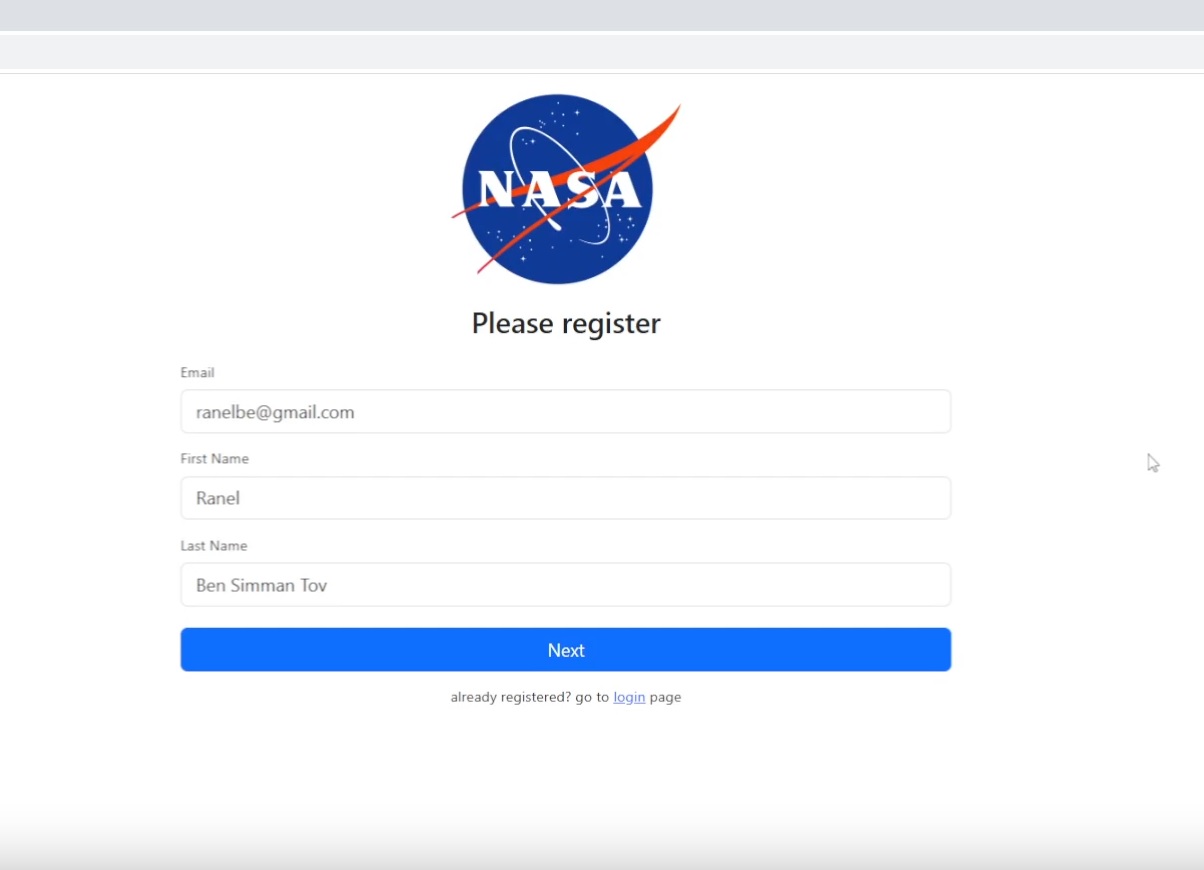 NASA
Please register
Email
ranelbe@gmail.com
First Name
Ranel
Last Name
Ben Simman Tov
Next
already registered? go to login page